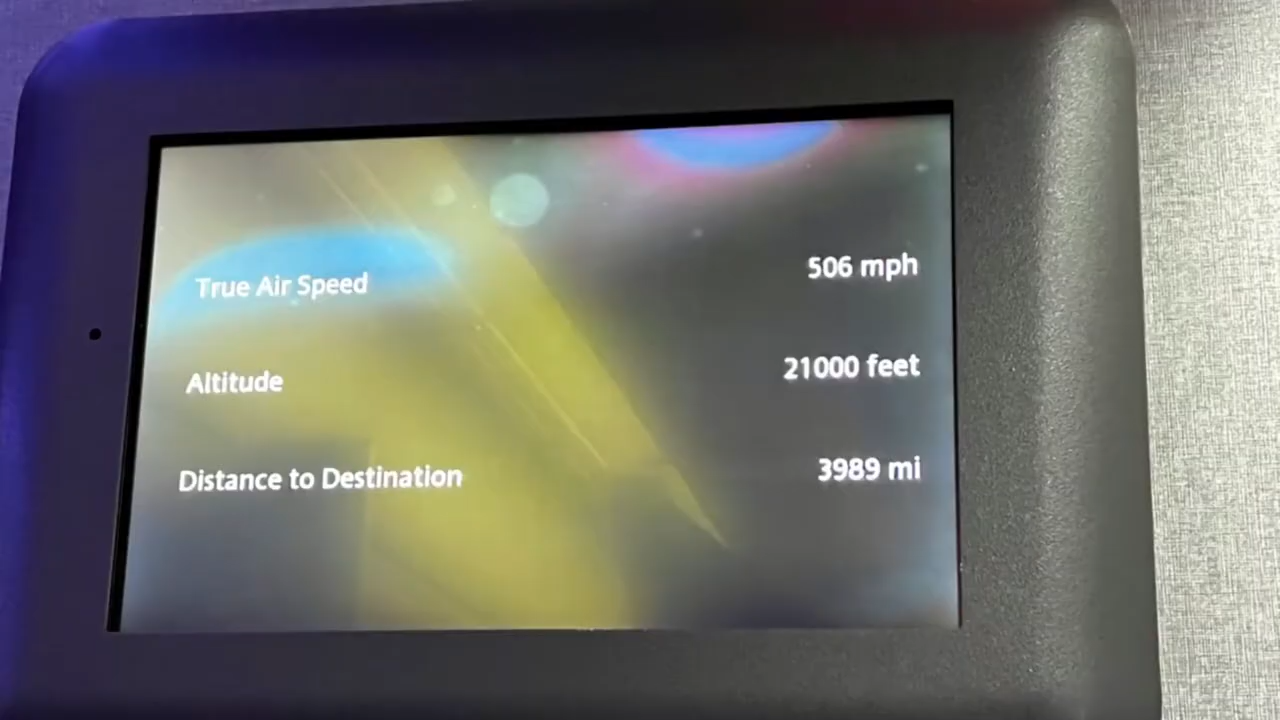 True Air Speed 506 mph
Altitude 21000 feet
Distance to Destination 3989 mi